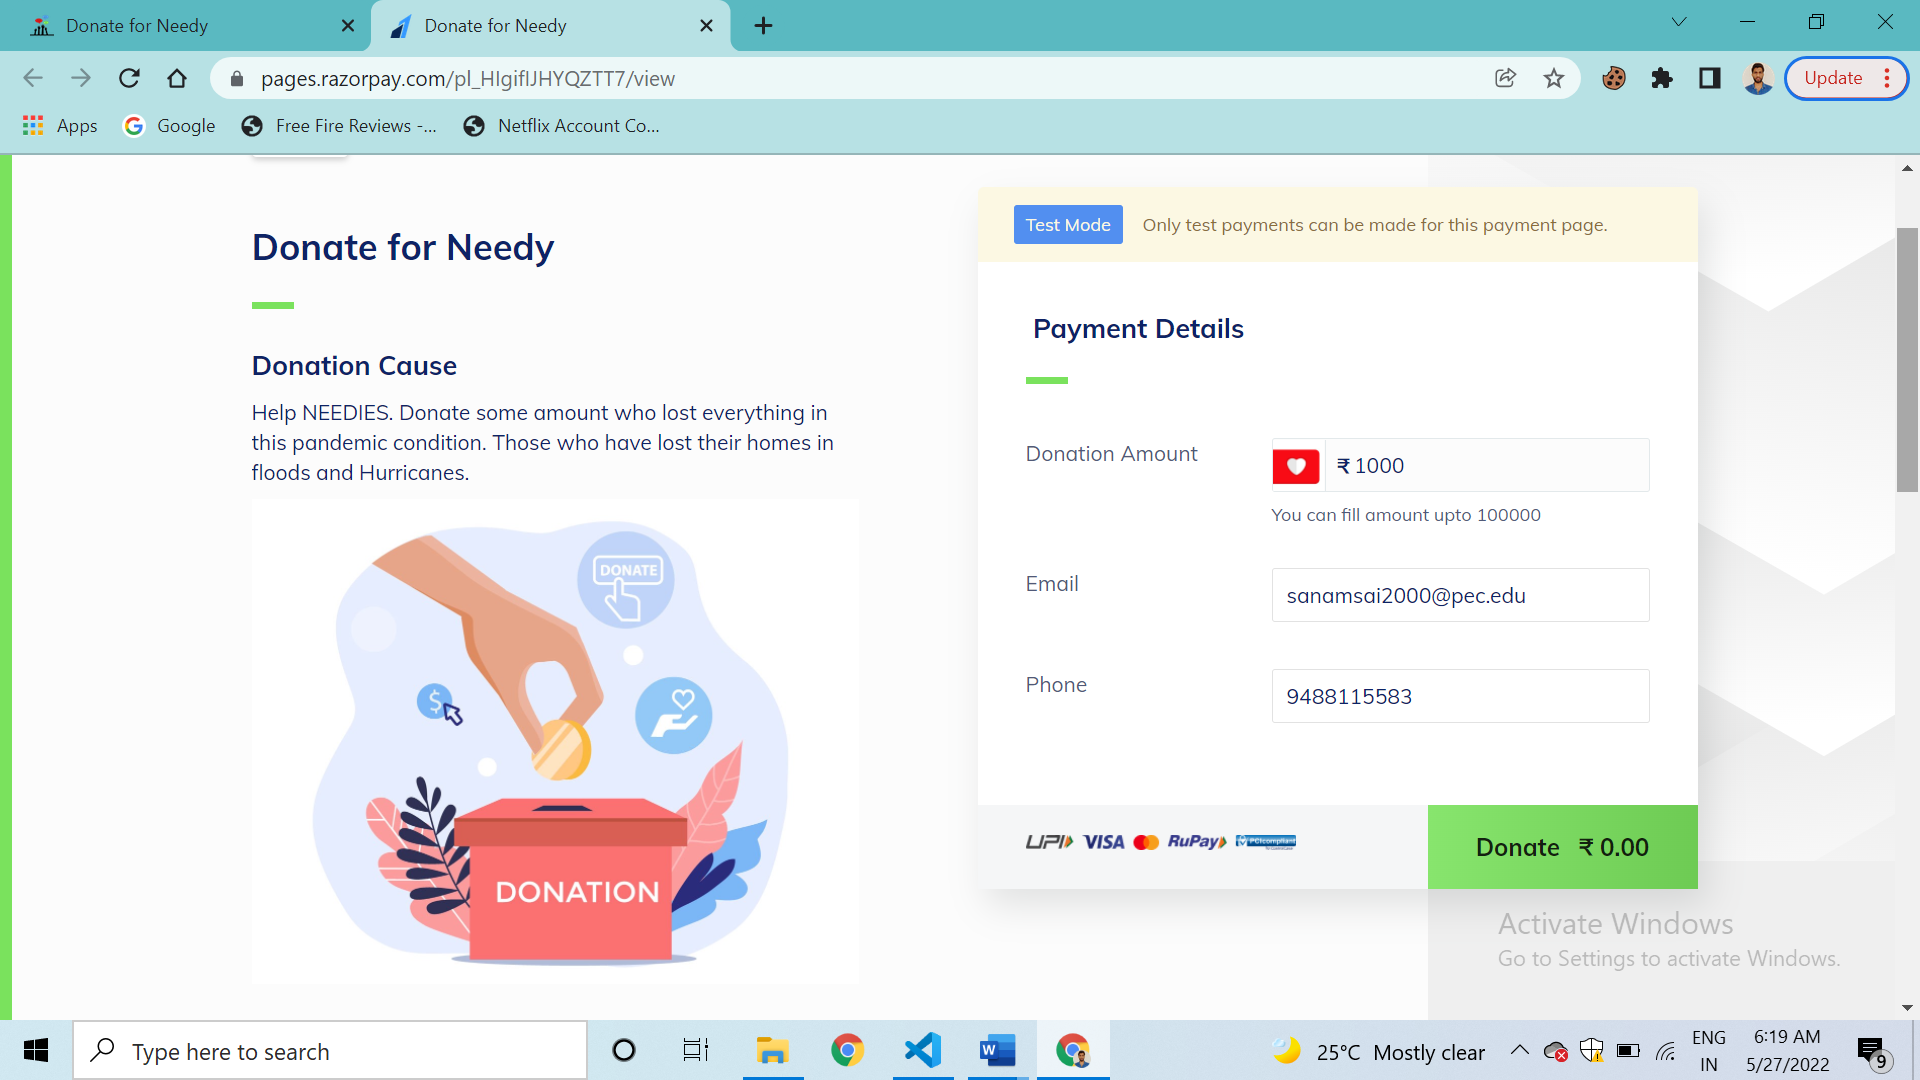 Donate for Needy
Donate for Needy
pages.razorpay.com/pl_HIgifIJHYQZTT7/view
Update
Apps
Google
Free Fire Reviews -...
Netflix Account Co...
Donate for Needy
Donation Cause
Help NEEDIES. Donate some amount who lost everything in
this pandemic condition. Those who have lost their homes in
floods and Hurricanes.
DONATE
$
DONATION
Test Mode
Only test payments can be made for this payment page.
Payment Details
Donation Amount
₹ 1000
You can fill amount upto 100000
Email
sanamsai2000@pec.edu
Phone
9488115583
UPI VISA RuPay PCI compliant
Donate ₹ 0.00
Activate Windows
Go to Settings to activate Windows.
Type here to search
W
25°C Mostly clear
ENG
IN
6:19 AM
5/27/2022
9